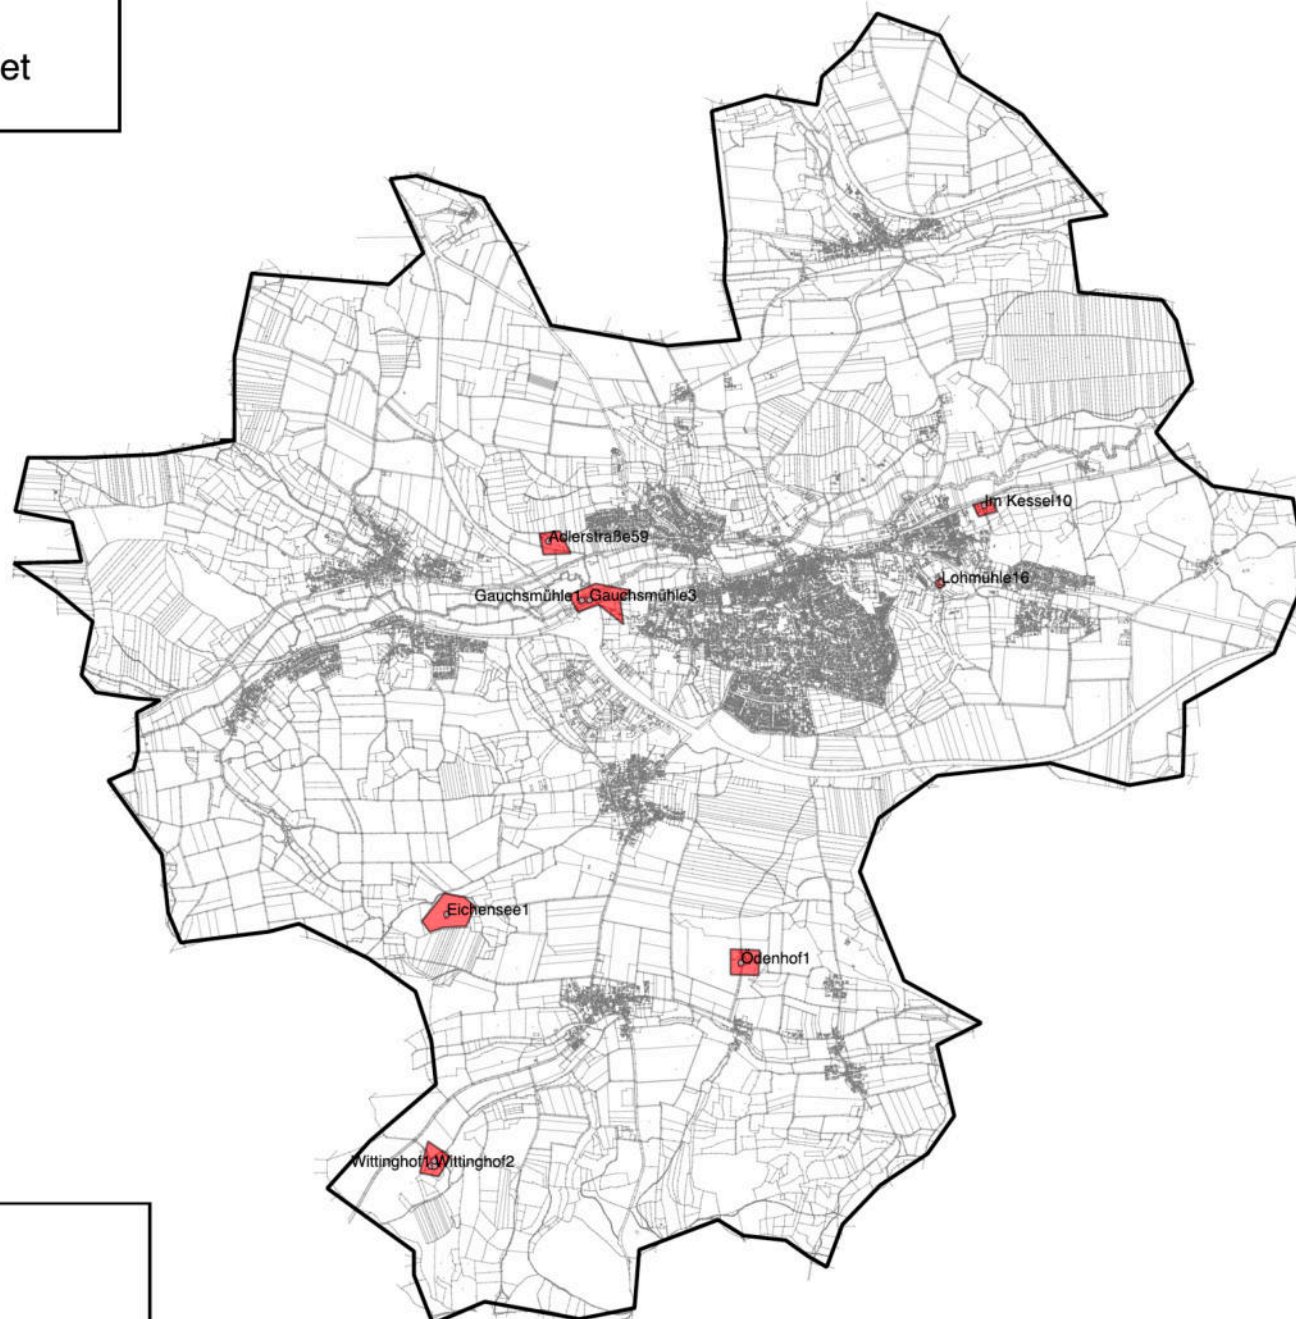 et
Im Kessel10
Adlerstraße59
Lohmühle16
Gauchsmühle1 Gauchsmühle3
Eichensee1
Ödenhof1
Wittinghof1 Wittinghof2